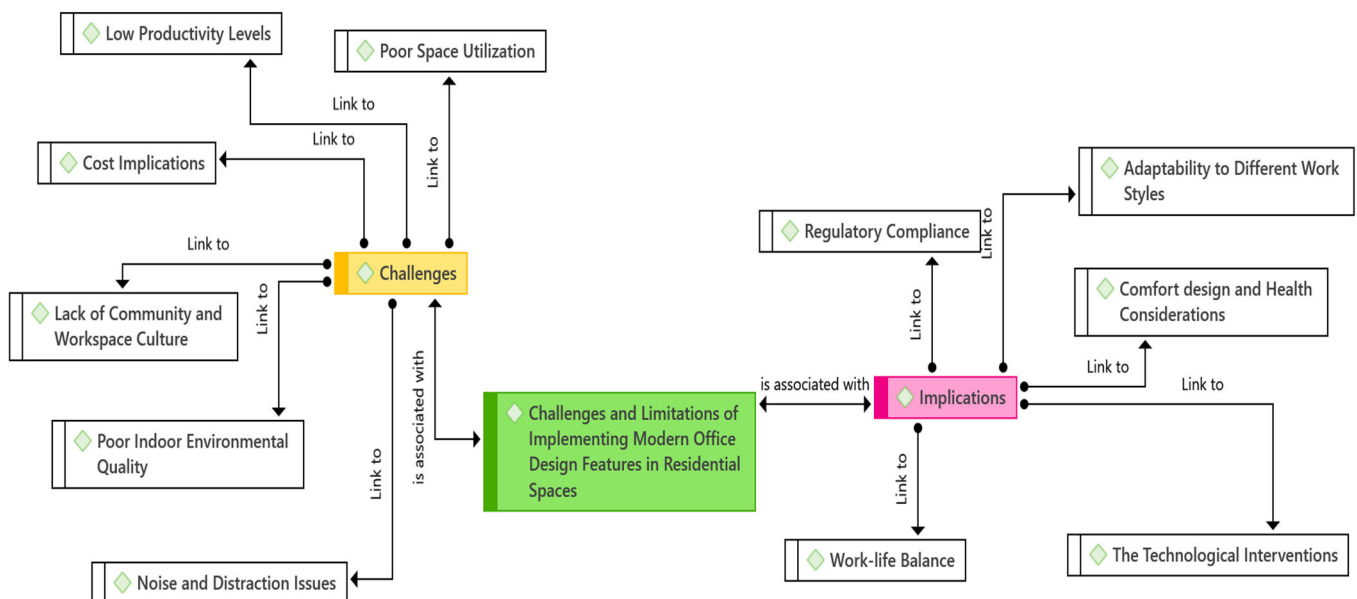 Low Productivity Levels
Poor Space Utilization
Link to
Link to
Link to
Cost Implications
Adaptability to Different Work
Styles
Regulatory Compliance
Link to
Link to
Challenges
Lack of Community and
Workspace Culture
Link to
Comfort design and Health
Considerations
Link to
Link to
Link to
is associated with
is associated with
Implications
Challenges and Limitations of
Implementing Modern Office
Design Features in Residential
Spaces
Poor Indoor Environmental
Quality
Link to
Link to
Work-life Balance
The Technological Interventions
Noise and Distraction Issues